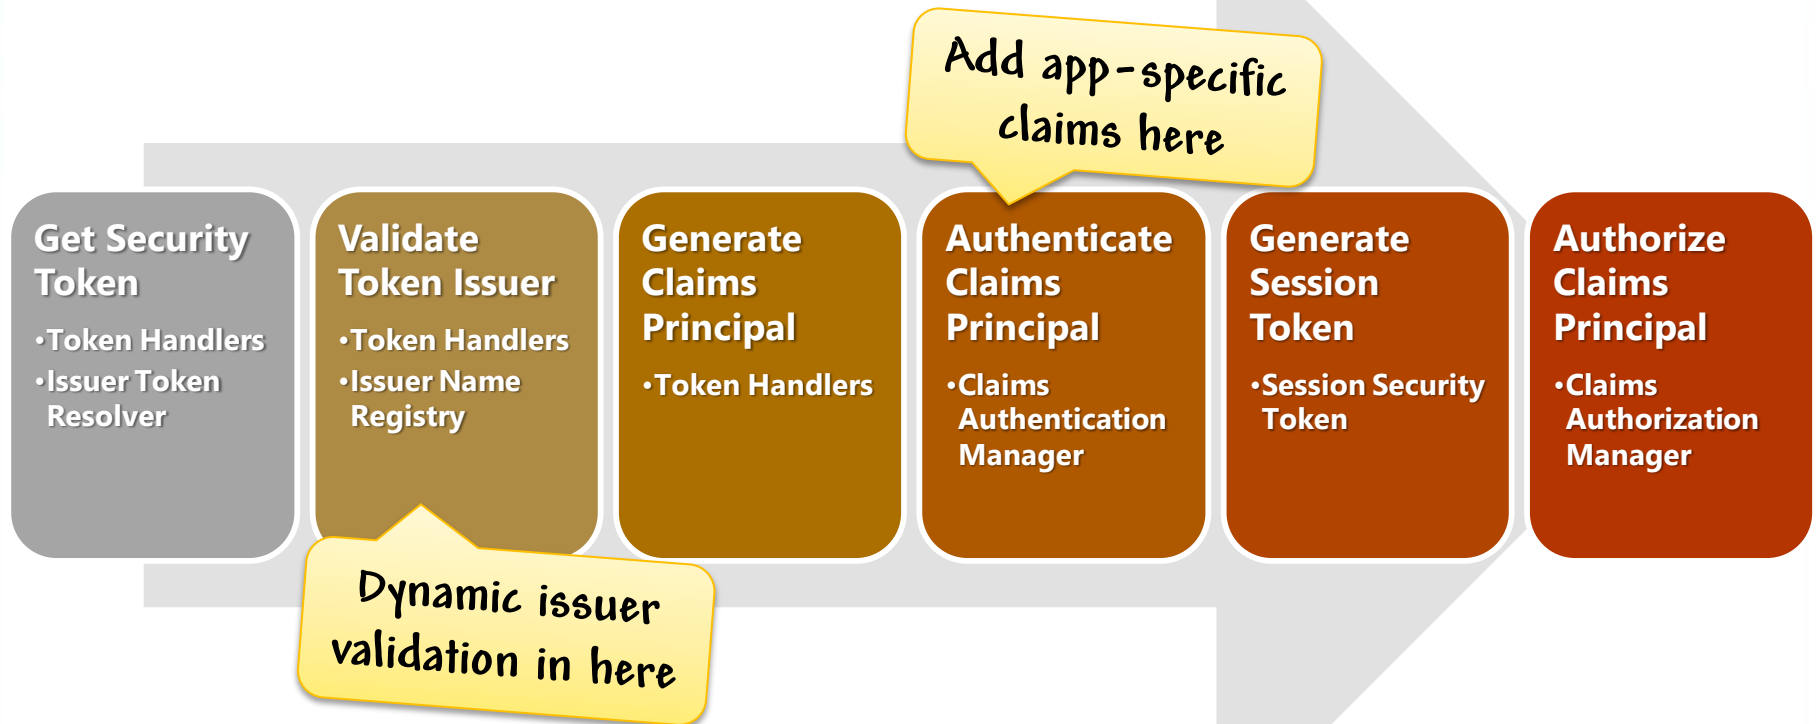 Add app-specific
claims here
Get Security
Token
•Token Handlers
•Issuer Token
Resolver
Validate
Token Issuer
•Token Handlers
•Issuer Name
Registry
Generate
Claims
Principal
•Token Handlers
Authenticate
Claims
Principal
•Claims
Authentication
Manager
Generate
Session
Token
•Session Security
Token
Authorize
Claims
Principal
•Claims
Authorization
Manager
Dynamic issuer
validation in here